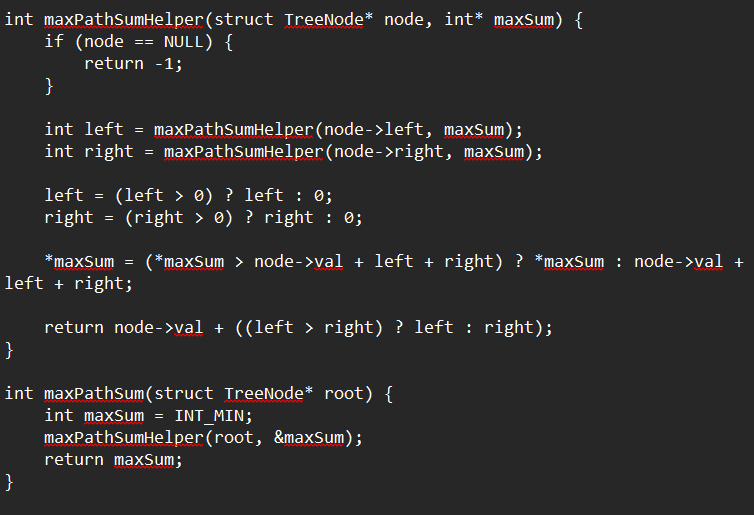 int maxPathSumHelper(struct TreeNode* node, int* maxSum) {
    if (node == NULL) {
        return -1;
    }

    int left = maxPathSumHelper(node->left, maxSum);
    int right = maxPathSumHelper(node->right, maxSum);

    left = (left > 0) ? left : 0;
    right = (right > 0) ? right : 0;

    *maxSum = (*maxSum > node->val + left + right) ? *maxSum : node->val +
left + right;

    return node->val + ((left > right) ? left : right);
}

int maxPathSum(struct TreeNode* root) {
    int maxSum = INT_MIN;
    maxPathSumHelper(root, &maxSum);
    return maxSum;
}